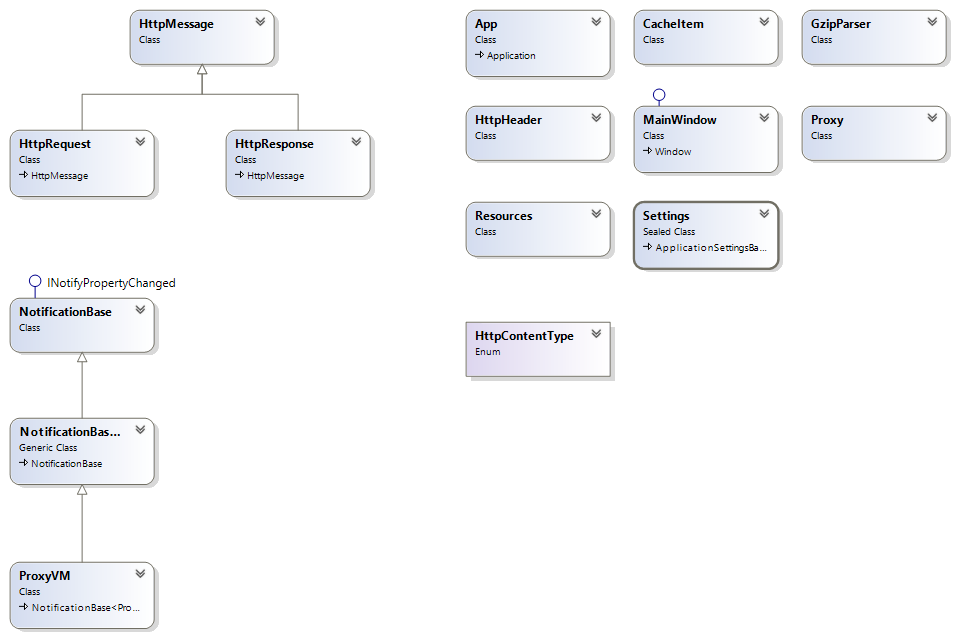 HttpMessage
Class
HttpRequest
Class
HttpMessage
HttpResponse
Class
HttpMessage
INotifyPropertyChanged
NotificationBase
Class
NotificationBas...
Generic Class
NotificationBase
ProxyVM
Class
NotificationBase<Pro...
App
Class
Application
CacheItem
Class
GzipParser
Class
HttpHeader
Class
MainWindow
Class
Window
Proxy
Class
Resources
Class
Settings
Sealed Class
ApplicationSettingsBa...
HttpContentType
Enum